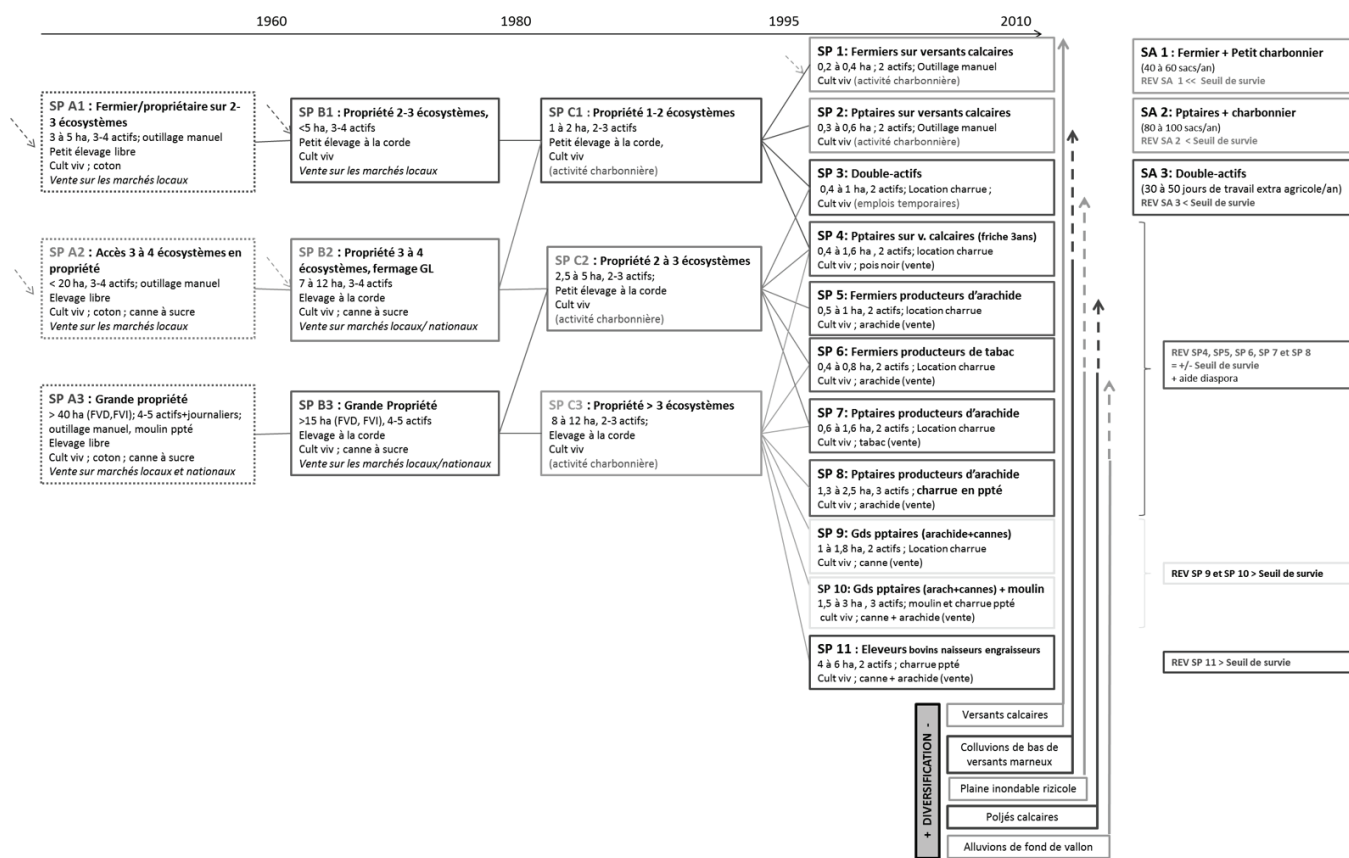 1960
1980
1995
2010
SP A1 : Fermier/propriétaire sur 2-
3 écosystèmes
3 à 5 ha, 3-4 actifs; outillage manuel
Petit élevage libre
Cult viv ; coton
Vente sur les marchés locaux
SP A2 : Accès 3 à 4 écosystèmes en
propriété
< 20 ha, 3-4 actifs; outillage manuel
Elevage libre
Cult viv ; coton ; canne à sucre
Vente sur les marchés locaux
SP A3 : Grande propriété
> 40 ha (FVD,FVI); 4-5 actifs+journaliers;
outillage manuel, moulin ppté
Elevage libre
Cult viv ; coton ; canne à sucre
Vente sur marchés locaux et nationaux
SP B1 : Propriété 2-3 écosystèmes,
<5 ha, 3-4 actifs
Petit élevage à la corde
Cult viv
Vente sur les marchés locaux
SP B2 : Propriété 3 à 4
écosystèmes, fermage GL
7 à 12 ha, 3-4 actifs
Elevage à la corde
Cult viv ; canne à sucre
Vente sur marchés locaux/ nationaux
SP B3 : Grande Propriété
>15 ha (FVD, FVI), 4-5 actifs
Elevage à la corde
Cult viv ; canne à sucre
Vente sur les marchés locaux/nationaux
SP C1 : Propriété 1-2 écosystèmes
1 à 2 ha, 2-3 actifs
Petit élevage à la corde,
Cult viv
(activité charbonnière)
SP C2 : Propriété 2 à 3 écosystèmes
2,5 à 5 ha, 2-3 actifs;
Petit élevage à la corde
Cult viv
(activité charbonnière)
SP C3 : Propriété > 3 écosystèmes
8 à 12 ha, 2-3 actifs;
Elevage à la corde
Cult viv
(activité charbonnière)
SP 1: Fermiers sur versants calcaires
0,2 à 0,4 ha ; 2 actifs; Outillage manuel
Cult viv (activité charbonnière)
SP 2: Pptaires sur versants calcaires
0,3 à 0,6 ha ; 2 actifs; Outillage manuel
Cult viv (activité charbonnière)
SP 3: Double-actifs
0,4 à 1 ha, 2 actifs; Location charrue ;
Cult viv (emplois temporaires)
SP 4: Pptaires sur v. calcaires (friche 3ans)
0,4 à 1,6 ha , 2 actifs; location charrue
Cult viv ; pois noir (vente)
SP 5: Fermiers producteurs d'arachide
0,5 à 1 ha, 2 actifs; location charrue
Cult viv ; arachide (vente)
SP 6: Fermiers producteurs de tabac
0,4 à 0,8 ha, 2 actifs ; Location charrue
Cult viv ; arachide (vente)
SP 7: Pptaires producteurs d'arachide
0,6 à 1,6 ha, 2 actifs ; Location charrue
Cult viv ; tabac (vente)
SP 8: Pptaires producteurs d'arachide
1,3 à 2,5 ha, 3 actifs ; charrue en ppté
Cult viv ; arachide (vente)
SP 9: Gds pptaires (arachide+cannes)
1 à 1,8 ha, 2 actifs ; Location charrue
Cult viv ; canne (vente)
SP 10: Gds pptaires (arach+cannes) + moulin
1,5 à 3 ha , 3 actifs; moulin et charrue ppté
cult viv ; canne + arachide (vente)
SP 11 : Eleveurs bovins naisseurs engraisseurs
4 à 6 ha, 2 actifs ; charrue ppté
Cult viv ; canne + arachide (vente)
SA 1: Fermier + Petit charbonnier
(40 à 60 sacs/an)
REV SA 1 << Seuil de survie
SA 2: Pptaires + charbonnier
(80 à 100 sacs/an)
REV SA 2 < Seuil de survie
SA 3: Double-actifs
(30 à 50 jours de travail extra agricole/an)
REV SA 3 < Seuil de survie
REV SP4, SP5, SP 6, SP 7 et SP 8
= +/- Seuil de survie
+ aide diaspora
REV SP 9 et SP 10 > Seuil de survie
REV SP 11 > Seuil de survie
+ DIVERSIFICATION -
Versants calcaires
Colluvions de bas de
versants marneux
Plaine inondable rizicole
Poljés calcaires
Alluvions de fond de vallon